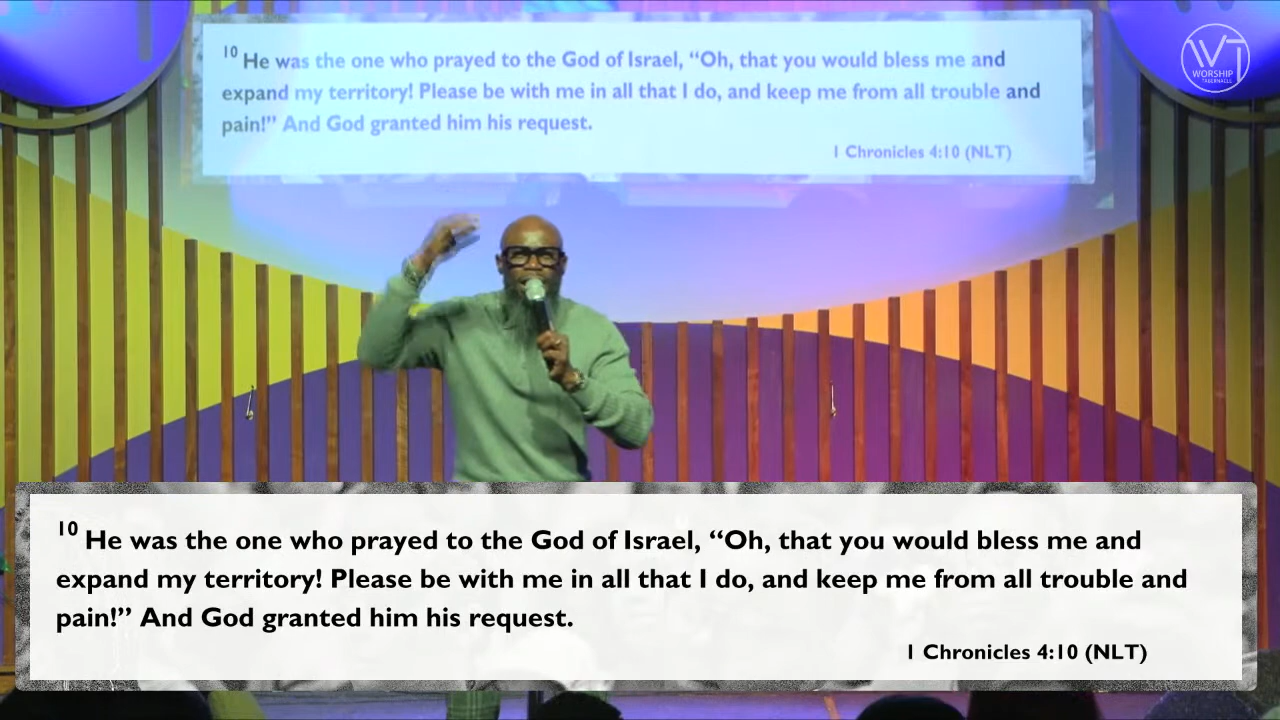 10 He was the one who prayed to the God of Israel, “Oh, that you would bless me and
expand my territory! Please be with me in all that I do, and keep me from all trouble and
pain!” And God granted him his request.
1 Chronicles 4:10 (NLT)
WT
WORSHIP
TABERNACLE
10 He was the one who prayed to the God of Israel, “Oh, that you would bless me and
expand my territory! Please be with me in all that I do, and keep me from all trouble and
pain!” And God granted him his request.
1 Chronicles 4:10 (NLT)